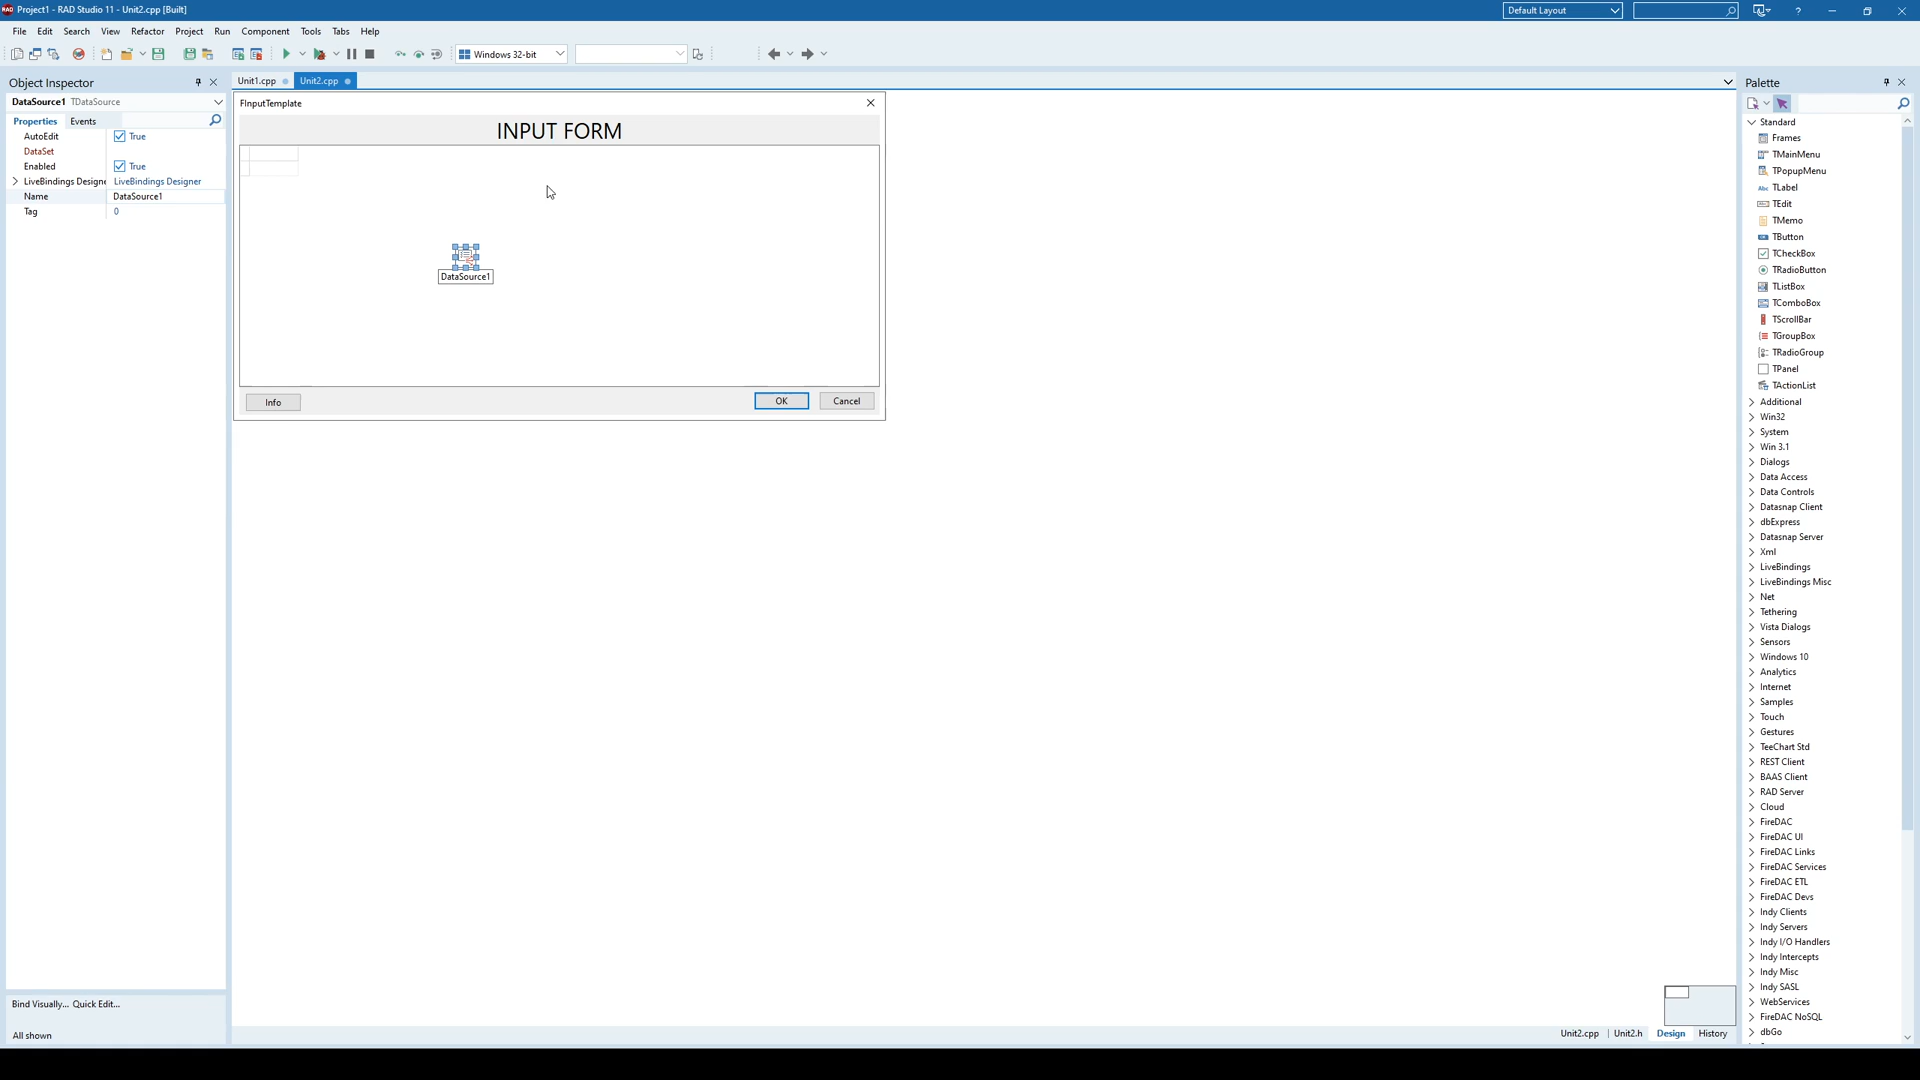 RAD Project1 - RAD Studio 11 - Unit2.cpp [Built]
Default Layout
?
File Edit Search View Refactor Project Run Component Tools Tabs Help
Windows 32-bit
Object Inspector
DataSource1 TDataSource
Properties Events
AutoEdit True
DataSet
Enabled True
LiveBindings Designe LiveBindings Designer
Name DataSource1
Tag 0
Bind Visually... Quick Edit...
All shown
Unit1.cpp Unit2.cpp
FInputTemplate
INPUT FORM
DataSource1
Info OK Cancel
Unit2.cpp Unit2.h Design History
Palette
Standard
Frames
TMainMenu
TPopupMenu
Abc TLabel
TEdit
TMemo
TButton
TCheckBox
TRadioButton
TListBox
TComboBox
TScrollBar
TGroupBox
TRadioGroup
TPanel
TActionList
Additional
Win32
System
Win 3.1
Dialogs
Data Access
Data Controls
Datasnap Client
dbExpress
Datasnap Server
Xml
LiveBindings
LiveBindings Misc
Net
Tethering
Vista Dialogs
Sensors
Windows 10
Analytics
Internet
Samples
Touch
Gestures
TeeChart Std
REST Client
BAAS Client
RAD Server
Cloud
FireDAC
FireDAC UI
FireDAC Links
FireDAC Services
FireDAC ETL
FireDAC Devs
Indy Clients
Indy Servers
Indy I/O Handlers
Indy Intercepts
Indy Misc
Indy SASL
WebServices
FireDAC NoSQL
dbGo